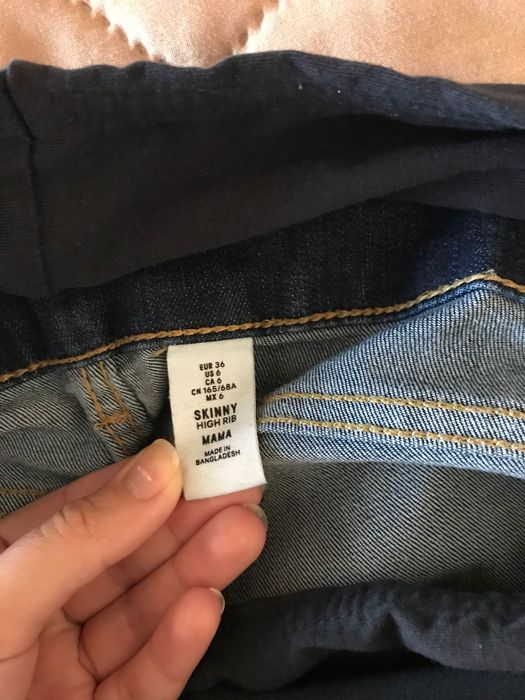 EUR 36
US 6
CA 6
CN 165/68A
MX 6
SKINNY
HIGH RIB
MAMA
MADE IN
BANGLADESH